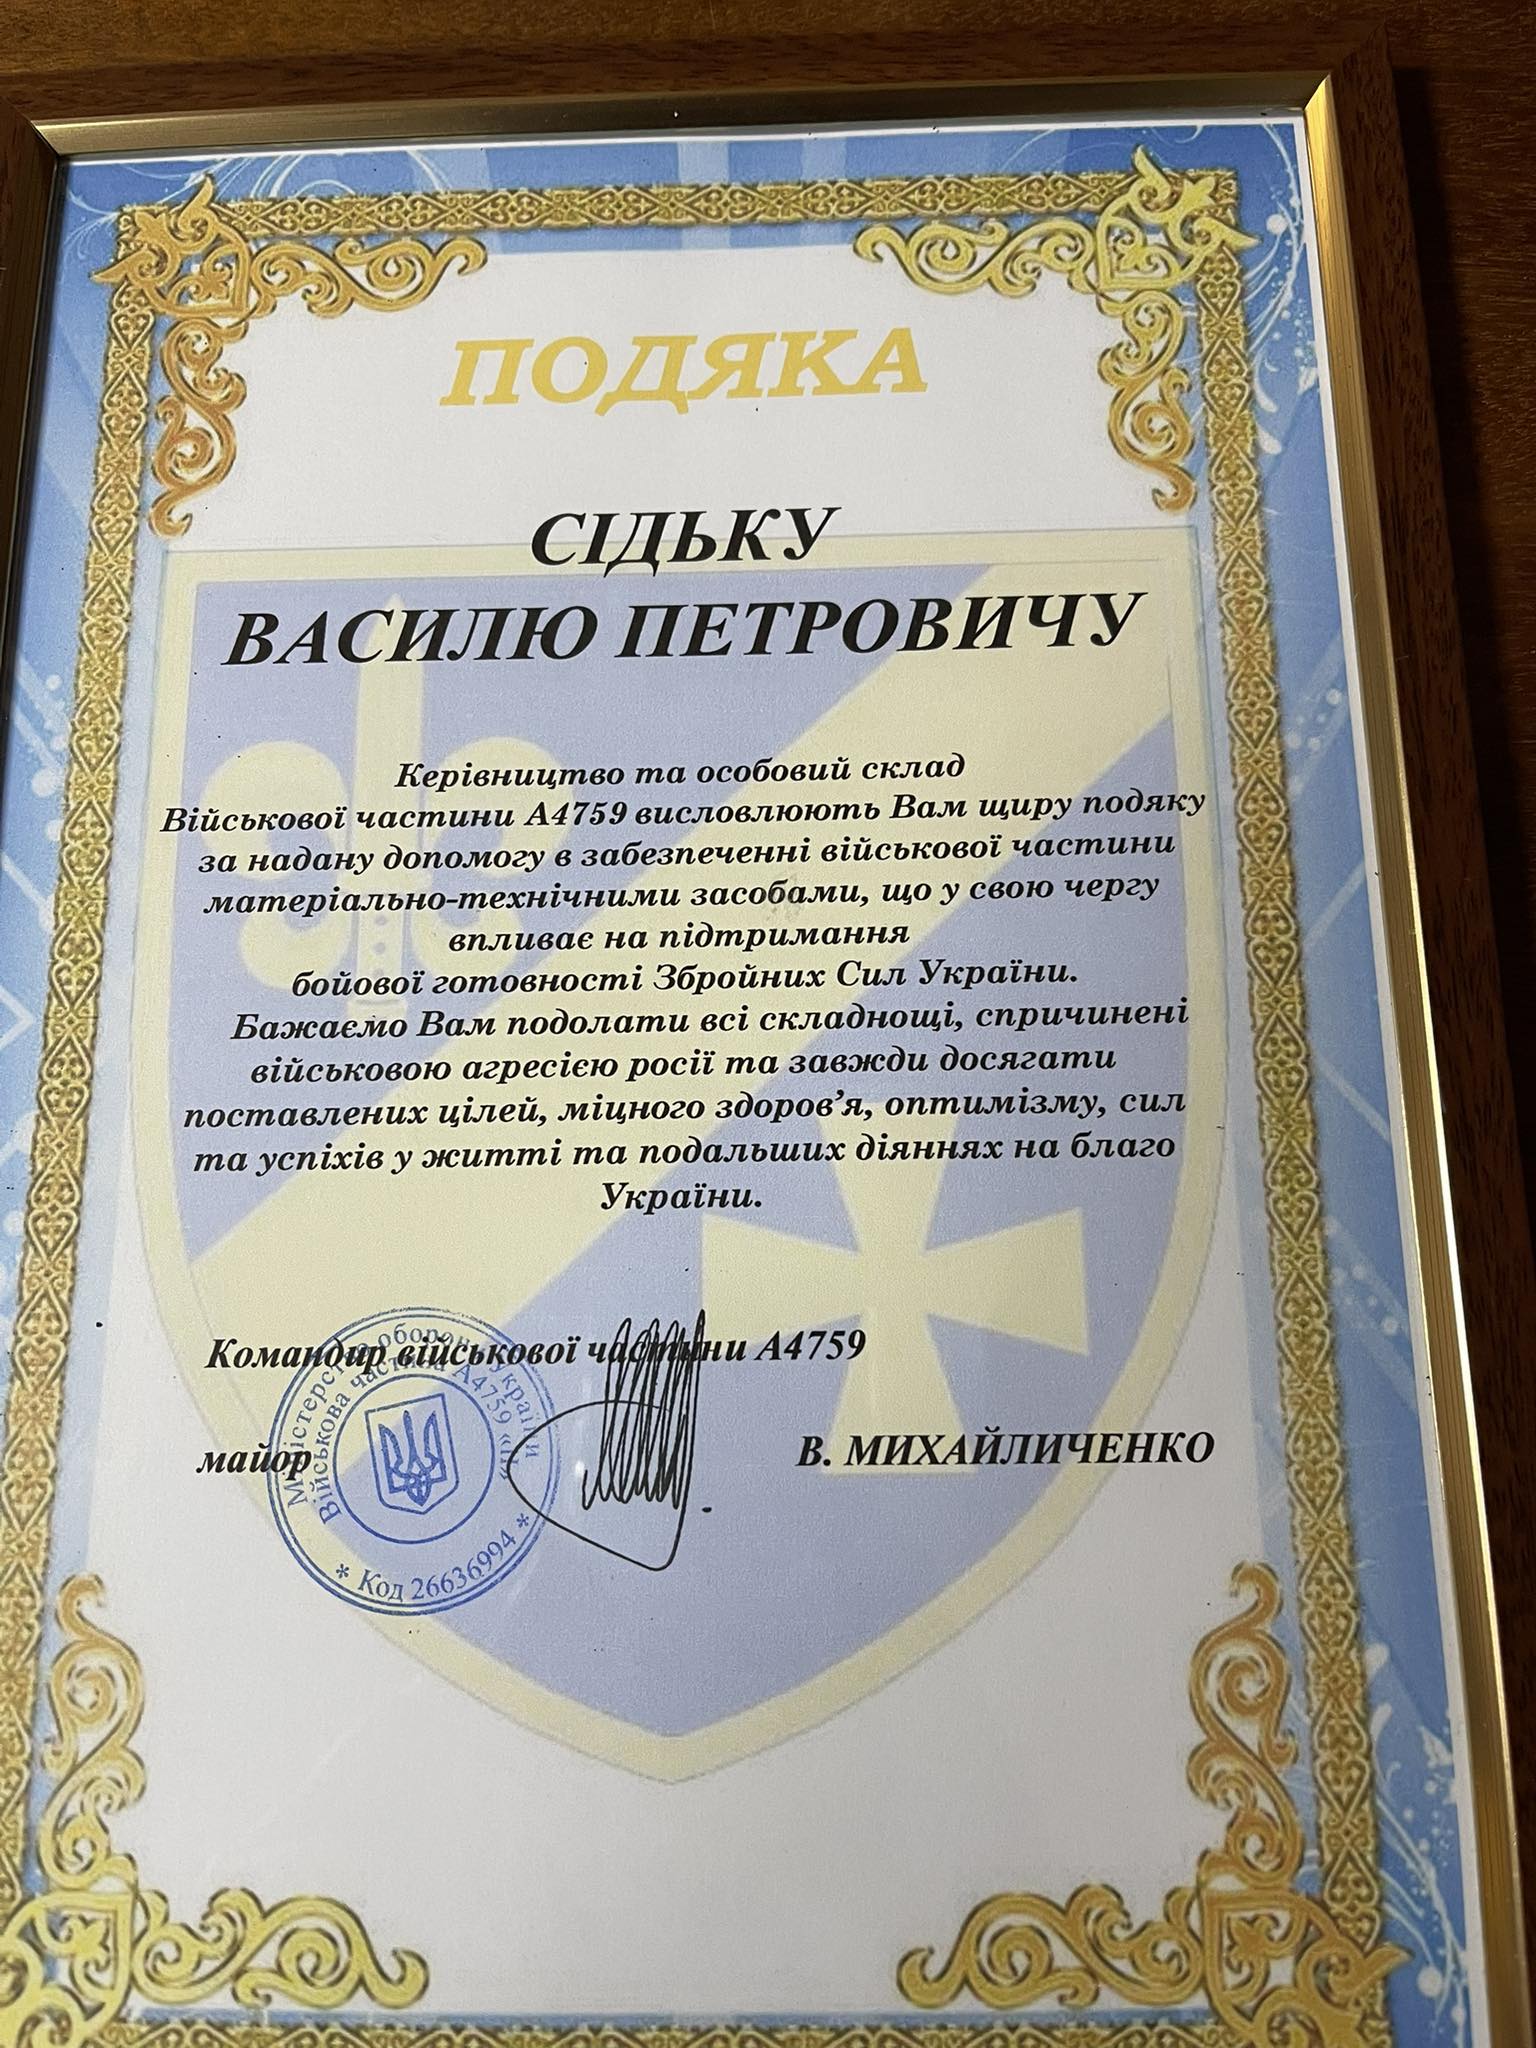 ПОДЯКА
СІДЬКУ
ВАСИЛЮ ПЕТРОВИЧУ
Керівництво та особовий склад
Військової частини А4759 висловлюють Вам щиру подяку
за надану допомогу в забезпеченні військової частини
матеріально-технічними засобами, що у свою чергу
впливає на підтримання
бойової готовності Збройних Сил України.
Бажаємо Вам подолати всі складнощі, спричинені
військовою агресією росії та завжди досягати
поставлених цілей, міцного здоров’я, оптимізму, сил
та успіхів у житті та подальших діяннях на благо
України.
Командир військової частини А4759
майор В. МИХАЙЛИЧЕНКО
Міністерство оборони України
Військова частина А4759
* Код 26636994 *